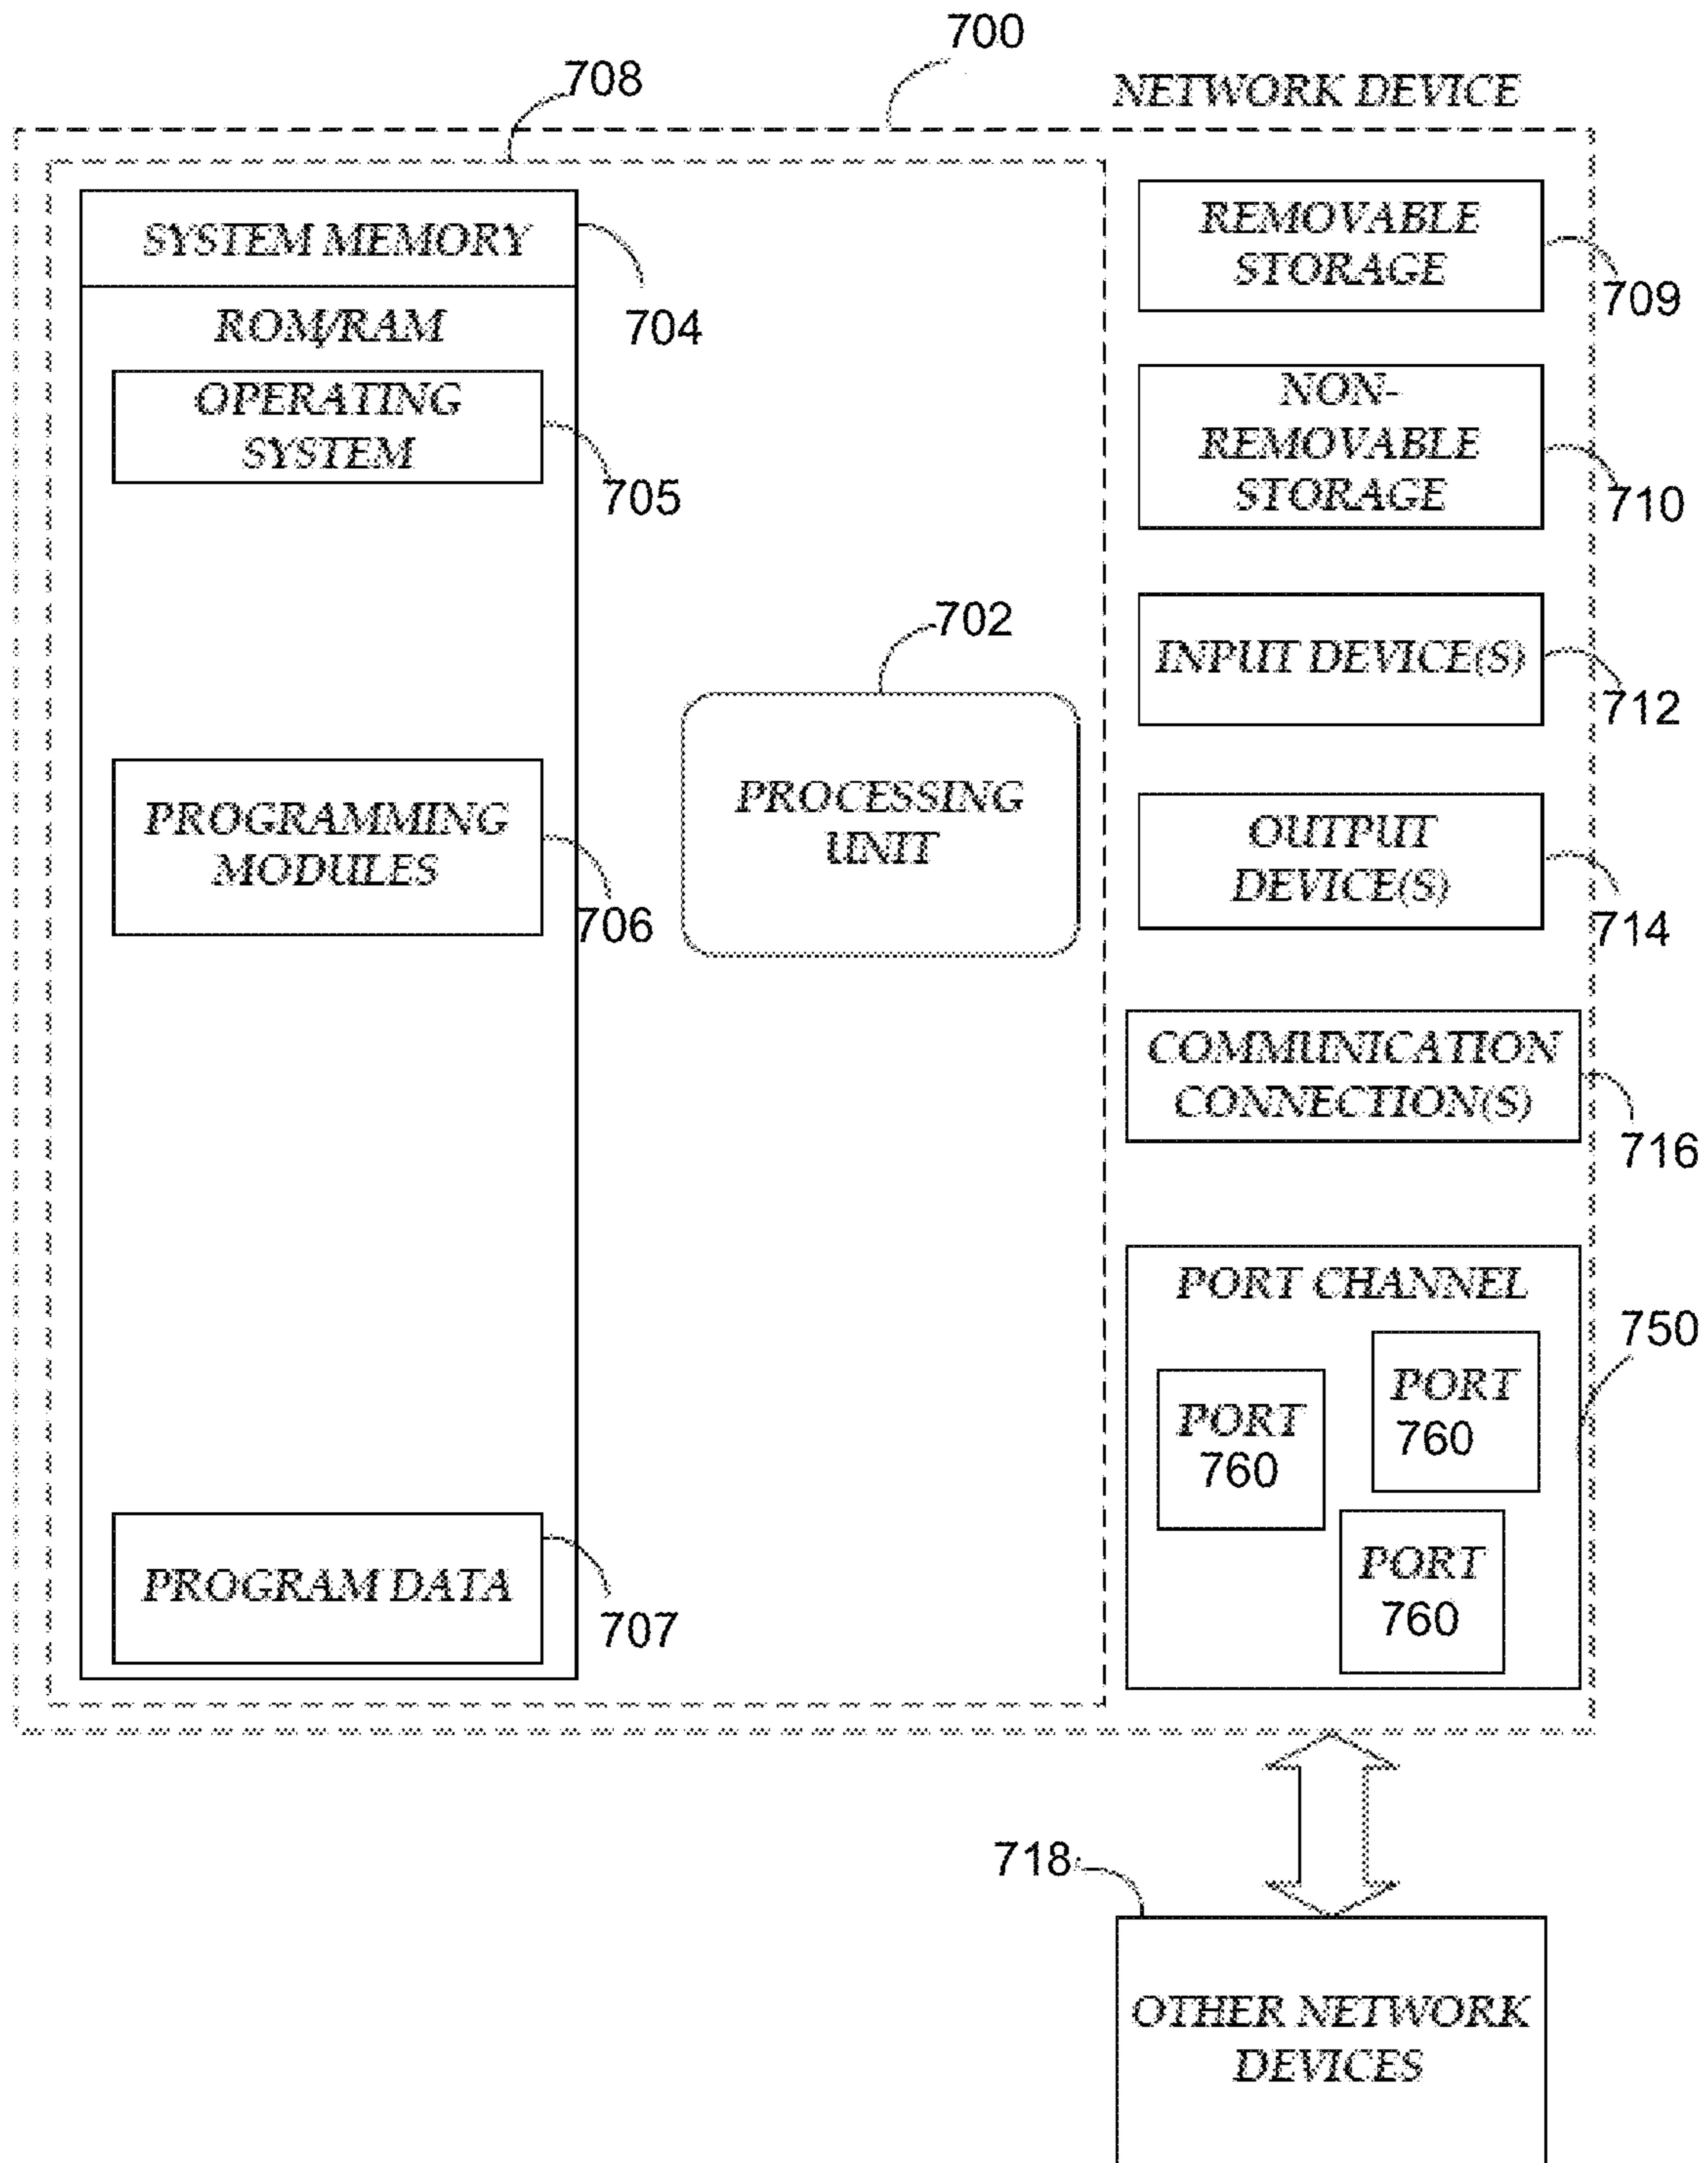 700
708
NETWORK DEVICE
SYSTEM MEMORY
704
ROM/RAM
OPERATING
SYSTEM
705
PROGRAMMING
MODULES
706
PROGRAM DATA
707
702
PROCESSING
UNIT
REMOVABLE
STORAGE
709
NON-
REMOVABLE
STORAGE
710
INPUT DEVICE(S)
712
OUTPUT
DEVICE(S)
714
COMMUNICATION
CONNECTION(S)
716
PORT CHANNEL
750
PORT
760
PORT
760
PORT
760
718
OTHER NETWORK
DEVICES